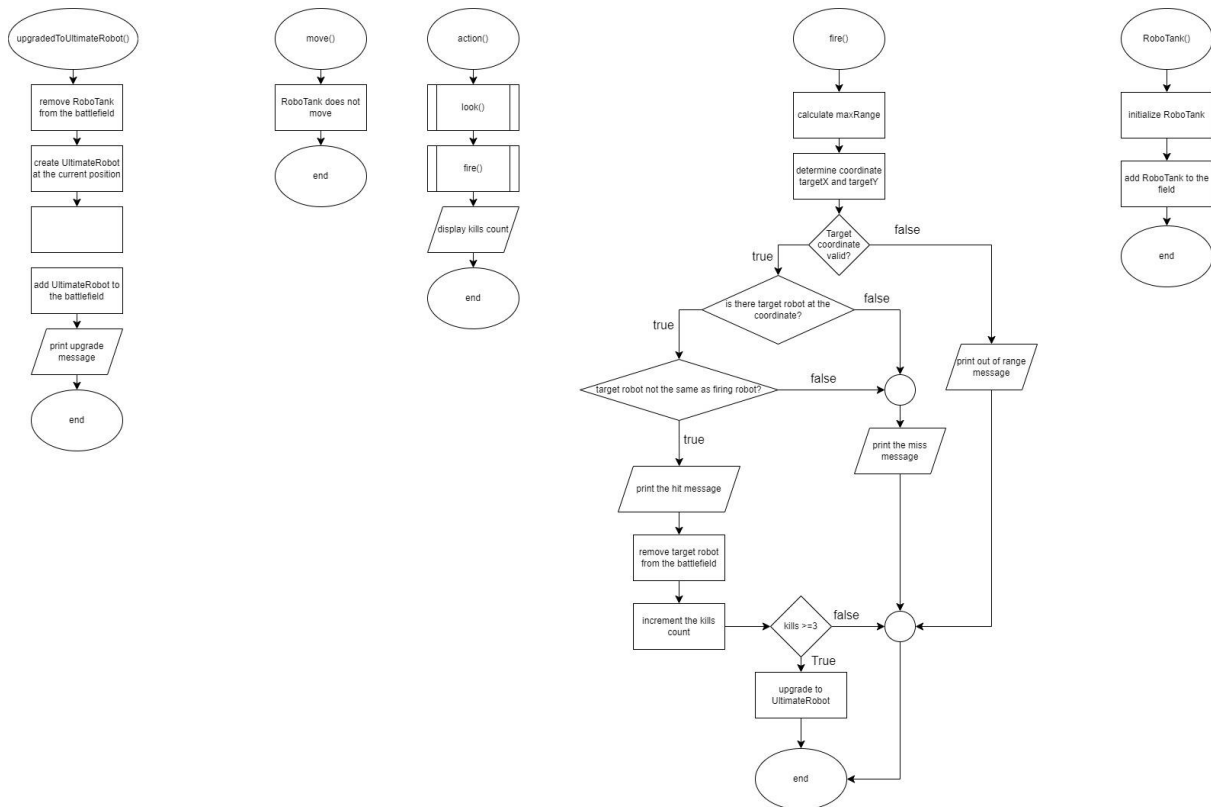 upgradedToUltimateRobot()
remove RoboTank
from the battlefield
create UltimateRobot
at the current position
add UltimateRobot to
the battlefield
print upgrade
message
end
move()
RoboTank does not
move
end
action()
look()
fire()
display kills count
end
fire()
calculate maxRange
determine coordinate
targetX and targetY
Target
coordinate
valid?
false
true
is there target robot at the
coordinate?
false
true
print out of range
message
target robot not the same as firing robot?
false
true
print the miss
message
print the hit message
remove target robot
from the battlefield
increment the kills
count
kills >=3
false
True
upgrade to
UltimateRobot
end
RoboTank()
initialize RoboTank
add RoboTank to the
field
end